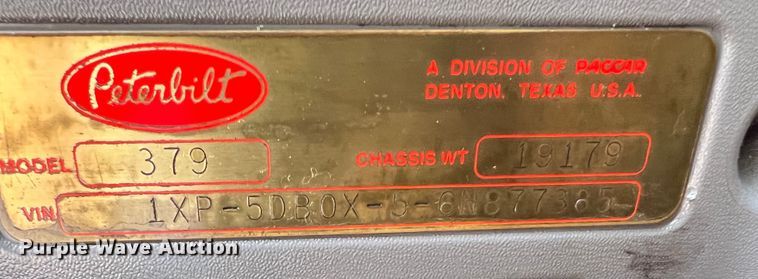 Peterbilt
A DIVISION OF PACCAR
DENTON, TEXAS U.S.A.
MODEL 379 CHASSIS WT 19179
VIN 1XP-5DB0X-5-6N877385
Purple Wave Auction